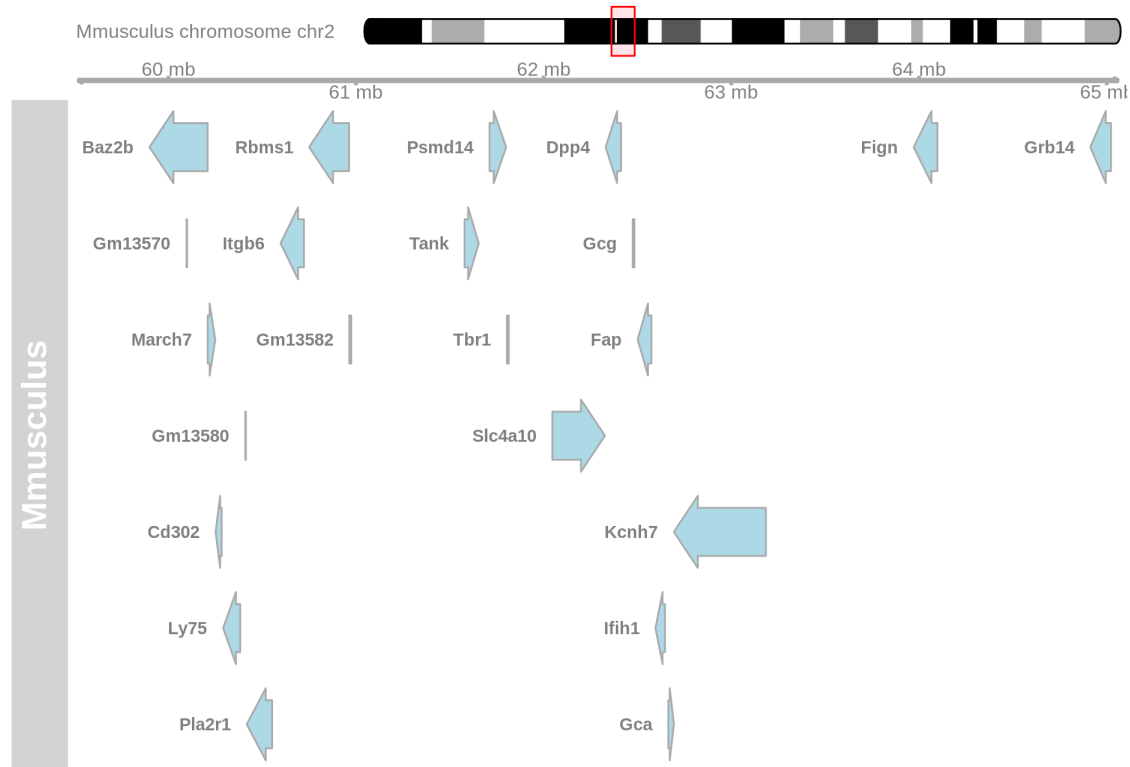 Mmusculus chromosome chr2
60 mb
62 mb
64 mb
61 mb
63 mb
65 mb
Mmusculus
Baz2b
Rbms1
Psmd14
Dpp4
Fign
Grb14
Gm13570
Itgb6
Tank
Gcg
March7
Gm13582
Tbr1
Fap
Gm13580
Slc4a10
Cd302
Kcnh7
Ly75
Ifih1
Pla2r1
Gca